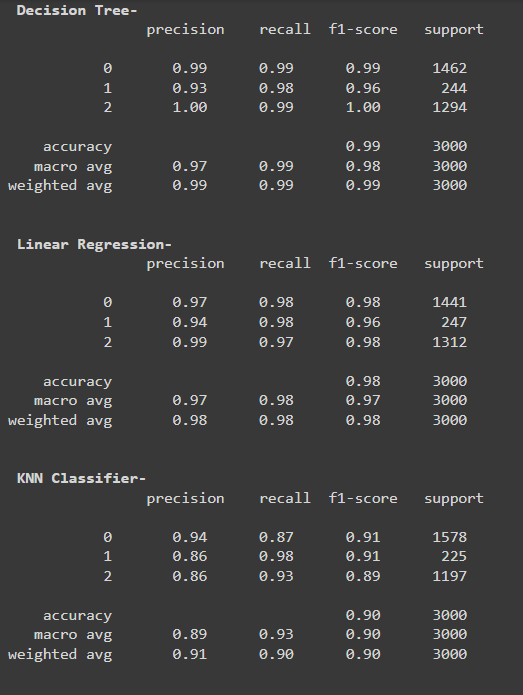 Decision Tree-
precision recall f1-score support
0 0.99 0.99 0.99 1462
1 0.93 0.98 0.96 244
2 1.00 0.99 1.00 1294
accuracy 0.99 3000
macro avg 0.97 0.99 0.98 3000
weighted avg 0.99 0.99 0.99 3000
Linear Regression-
precision recall f1-score support
0 0.97 0.98 0.98 1441
1 0.94 0.98 0.96 247
2 0.99 0.97 0.98 1312
accuracy 0.98 3000
macro avg 0.97 0.98 0.97 3000
weighted avg 0.98 0.98 0.98 3000
KNN Classifier-
precision recall f1-score support
0 0.94 0.87 0.91 1578
1 0.86 0.98 0.91 225
2 0.86 0.93 0.89 1197
accuracy 0.90 3000
macro avg 0.89 0.93 0.90 3000
weighted avg 0.91 0.90 0.90 3000